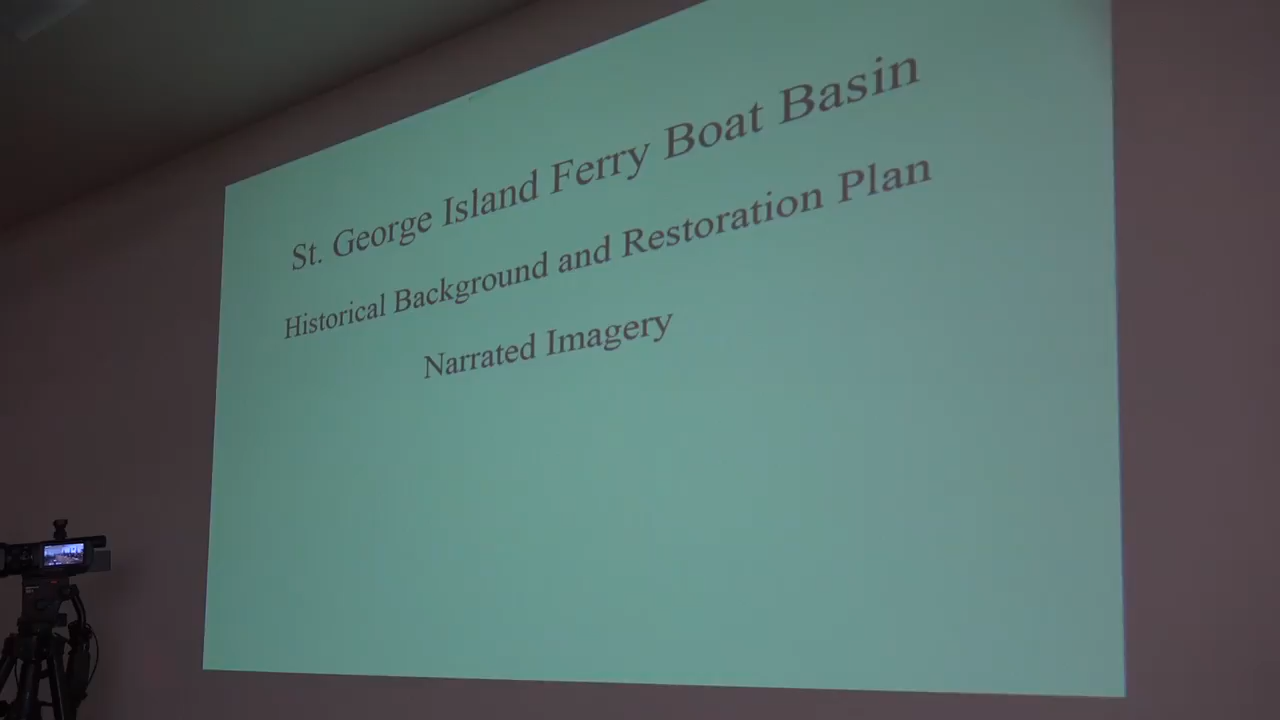 St. George Island Ferry Boat Basin
Historical Background and Restoration Plan
Narrated Imagery